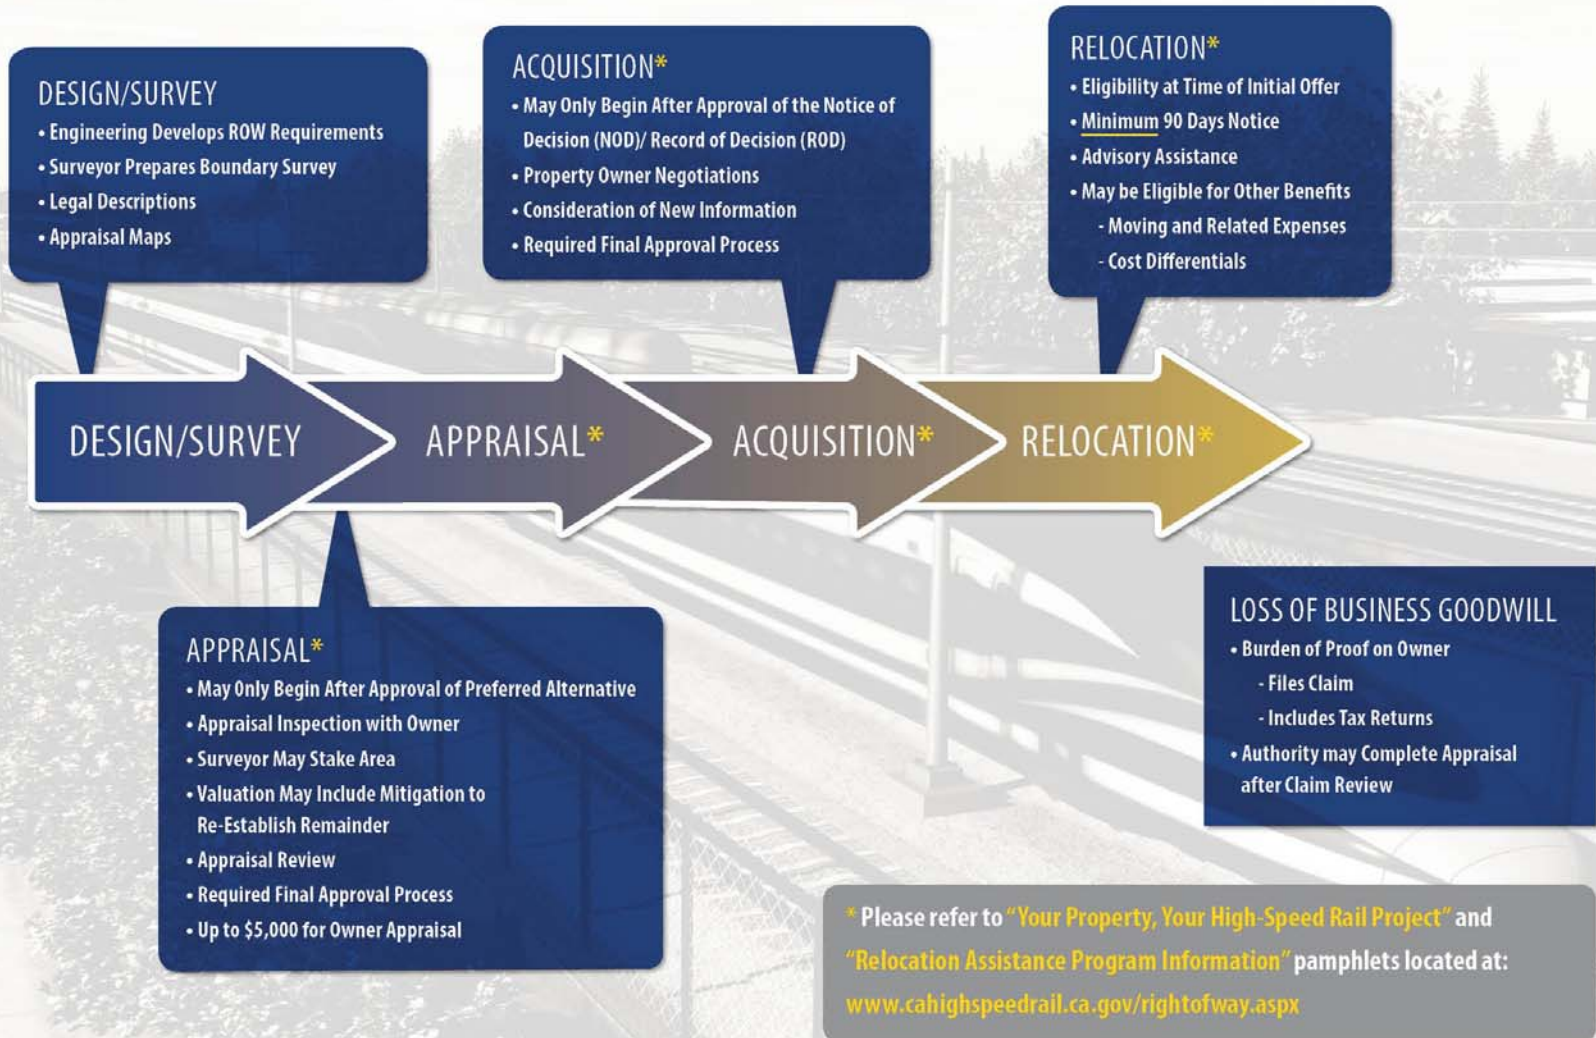 DESIGN/SURVEY
• Engineering Develops ROW Requirements
• Surveyor Prepares Boundary Survey
• Legal Descriptions
• Appraisal Maps
ACQUISITION*
• May Only Begin After Approval of the Notice of
Decision (NOD)/ Record of Decision (ROD)
• Property Owner Negotiations
• Consideration of New Information
• Required Final Approval Process
RELOCATION*
• Eligibility at Time of Initial Offer
• Minimum 90 Days Notice
• Advisory Assistance
• May be Eligible for Other Benefits
- Moving and Related Expenses
- Cost Differentials
DESIGN/SURVEY
APPRAISAL*
ACQUISITION*
RELOCATION*
APPRAISAL*
• May Only Begin After Approval of Preferred Alternative
• Appraisal Inspection with Owner
• Surveyor May Stake Area
• Valuation May Include Mitigation to
Re-Establish Remainder
• Appraisal Review
• Required Final Approval Process
• Up to $5,000 for Owner Appraisal
LOSS OF BUSINESS GOODWILL
• Burden of Proof on Owner
- Files Claim
- Includes Tax Returns
• Authority may Complete Appraisal
after Claim Review
* Please refer to "Your Property, Your High-Speed Rail Project" and
"Relocation Assistance Program Information" pamphlets located at:
www.cahighspeedrail.ca.gov/rightofway.aspx